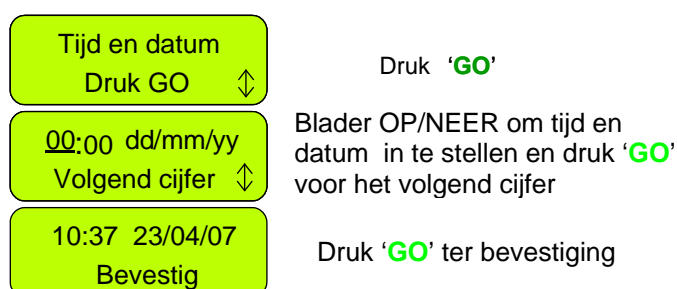 Tijd en datum
Druk GO ↕
Druk 'GO'
00:00 dd/mm/yy
Volgend cijfer ↕
Blader OP/NEER om tijd en
datum in te stellen en druk 'GO'
voor het volgend cijfer
10:37 23/04/07
Bevestig
Druk 'GO' ter bevestiging